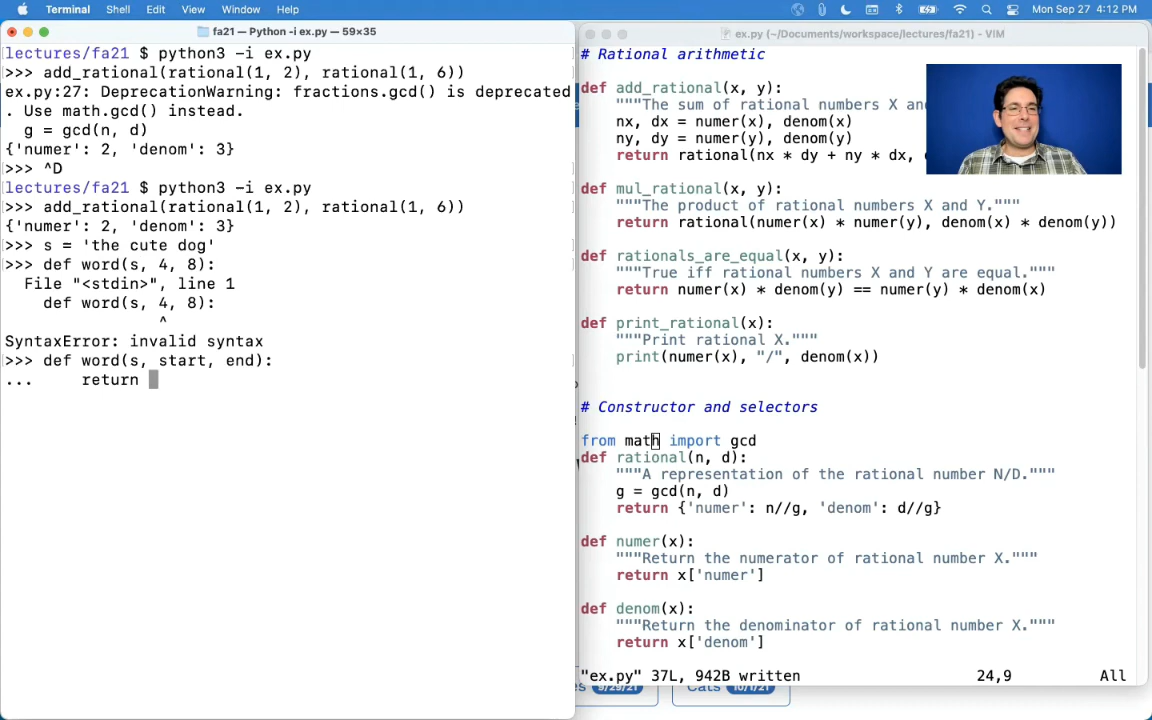 Terminal Shell Edit View Window Help
Mon Sep 27 4:12 PM
fa21 — Python -i ex.py — 59×35
lectures/fa21 $ python3 -i ex.py
>>> add_rational(rational(1, 2), rational(1, 6))
ex.py:27: DeprecationWarning: fractions.gcd() is deprecated
. Use math.gcd() instead.
  g = gcd(n, d)
{'numer': 2, 'denom': 3}
>>> ^D
lectures/fa21 $ python3 -i ex.py
>>> add_rational(rational(1, 2), rational(1, 6))
{'numer': 2, 'denom': 3}
>>> s = 'the cute dog'
>>> def word(s, 4, 8):
  File "<stdin>", line 1
    def word(s, 4, 8):
                  ^
SyntaxError: invalid syntax
>>> def word(s, start, end):
...     return
ex.py (~/Documents/workspace/lectures/fa21) - VIM
# Rational arithmetic
def add_rational(x, y):
    """The sum of rational numbers X
    nx, dx = numer(x), denom(x)
    ny, dy = numer(y), denom(y)
    return rational(nx * dy + ny * dx,
def mul_rational(x, y):
    """The product of rational numbers X and Y."""
    return rational(numer(x) * numer(y), denom(x) * denom(y))
def rationals_are_equal(x, y):
    """True iff rational numbers X and Y are equal."""
    return numer(x) * denom(y) == numer(y) * denom(x)
def print_rational(x):
    """Print rational X."""
    print(numer(x), "/", denom(x))
# Constructor and selectors
from math import gcd
def rational(n, d):
    """A representation of the rational number N/D."""
    g = gcd(n, d)
    return {'numer': n//g, 'denom': d//g}
def numer(x):
    """Return the numerator of rational number X."""
    return x['numer']
def denom(x):
    """Return the denominator of rational number X."""
    return x['denom']
"ex.py" 37L, 942B written 24,9 All
9/29/21 Cats 10/1/21